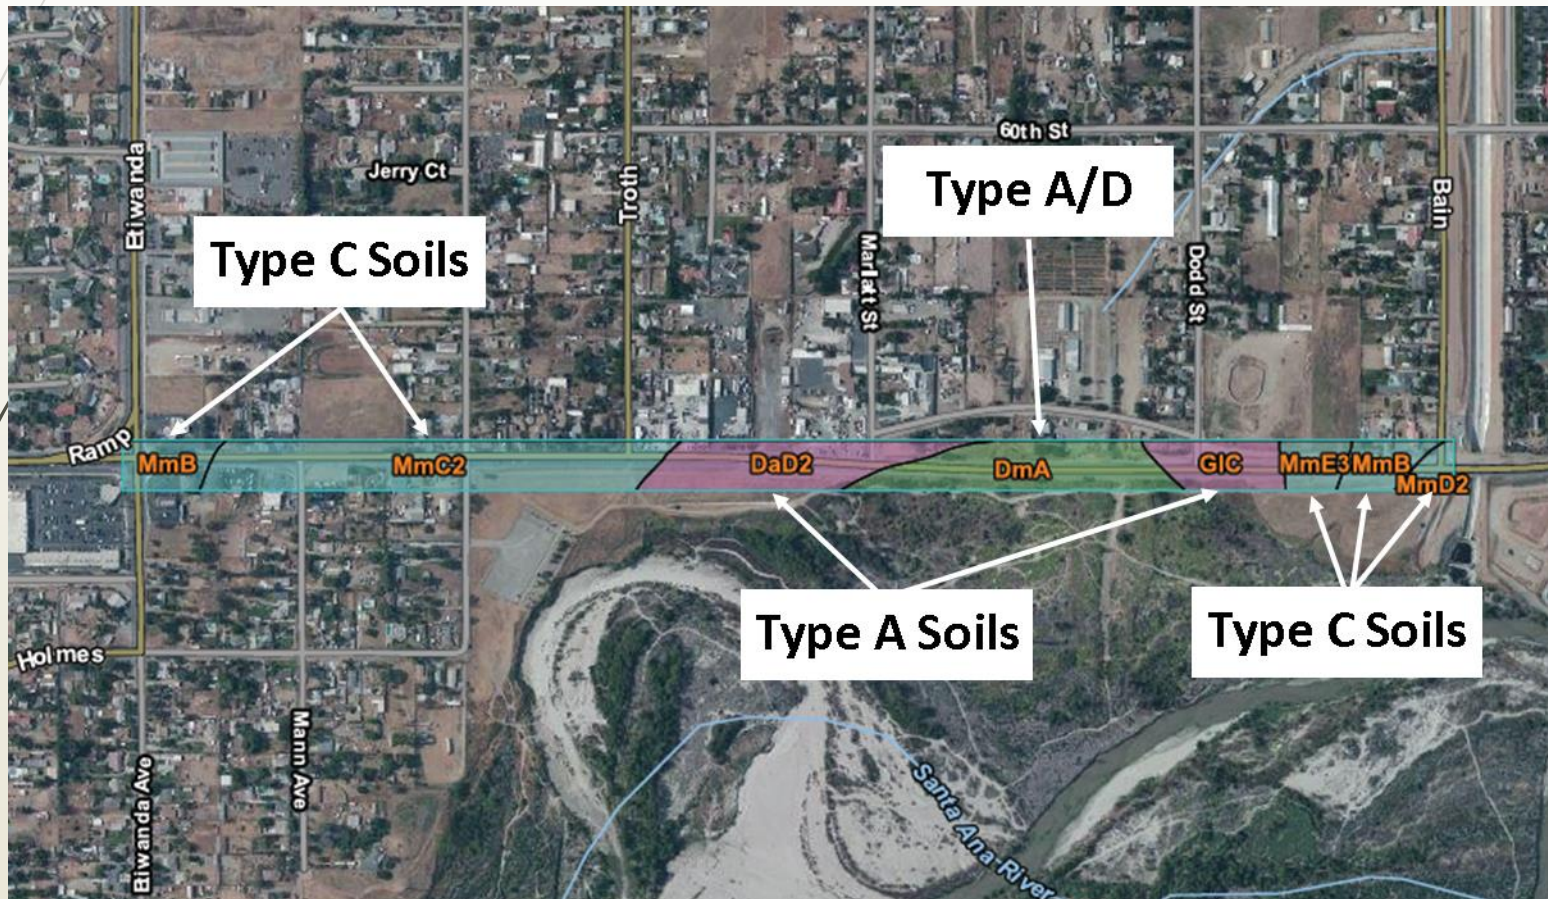 60th St
Jerry Ct
Type A/D
Etiwanda
Troth
Bain
Type C Soils
Marlatt St
Dodd St
Ramp
MmB
MmC2
DaD2
DmA
GlC
MmE3
MmB
MmD2
Type A Soils
Type C Soils
Holmes
Mann Ave
Etiwanda Ave
Santa Ana River